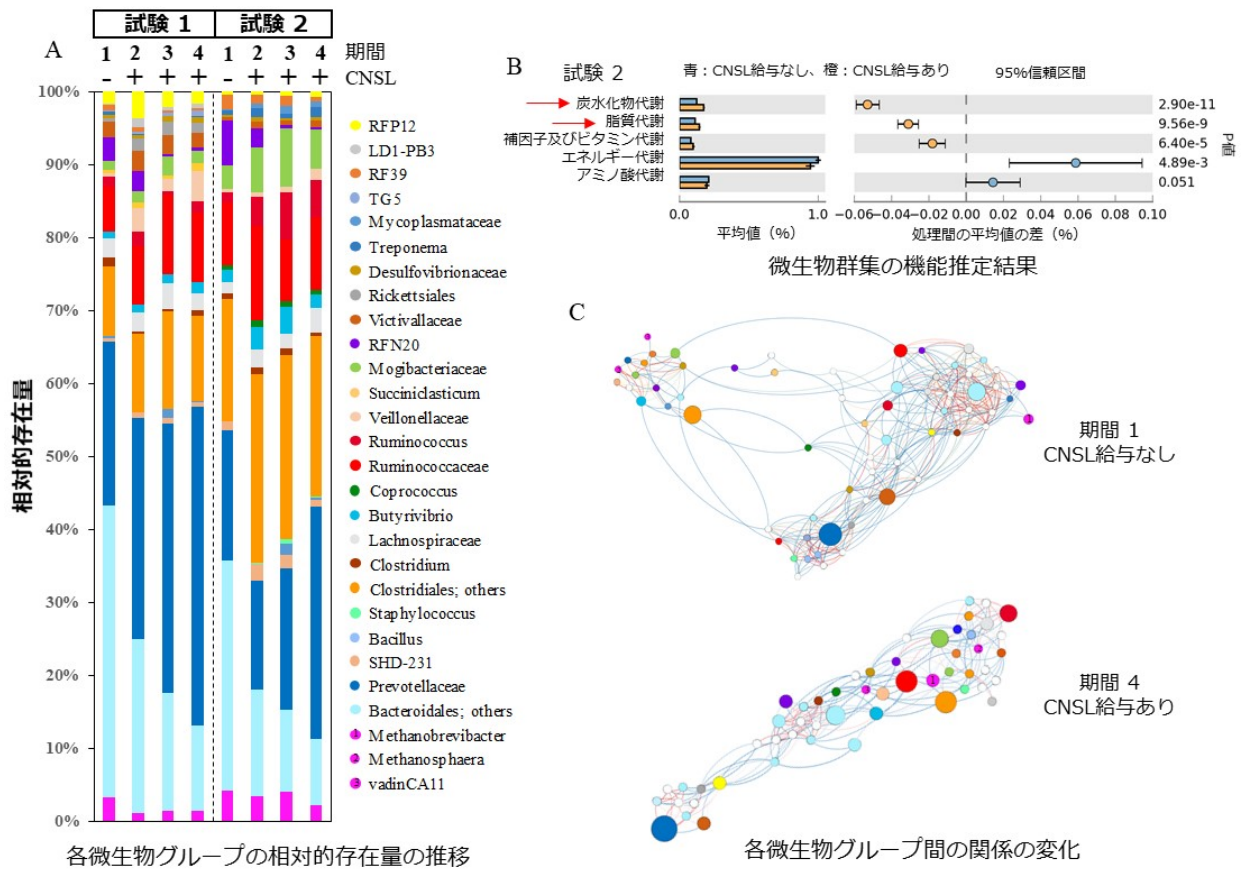 試験 1 試験 2
A 1 2 3 4 1 2 3 4 期間
− + + + − + + + CNSL
相対的存在量
100%
90%
80%
70%
60%
50%
40%
30%
20%
10%
0%
RFP12
LD1-PB3
RF39
TG5
Mycoplasmataceae
Treponema
Desulfovibrionaceae
Rickettsiales
Victivallaceae
RFN20
Mogibacteriaceae
Succiniclasticum
Veillonellaceae
Ruminococcus
Ruminococcaceae
Coprococcus
Butyrivibrio
Lachnospiraceae
Clostridium
Clostridiales; others
Staphylococcus
Bacillus
SHD-231
Prevotellaceae
Bacteroidales; others
1 Methanobrevibacter
2 Methanosphaera
3 vadinCA11
各微生物グループの相対的存在量の推移
B 試験 2 青：CNSL給与なし、橙：CNSL給与あり 95%信頼区間
炭水化物代謝 2.90e-11
脂質代謝 9.56e-9
補因子及びビタミン代謝 6.40e-5
エネルギー代謝 4.89e-3
アミノ酸代謝 0.051
P値
0.0 1.0 -0.06 -0.04 -0.02 0.00 0.02 0.04 0.06 0.08 0.10
平均値（%） 処理間の平均値の差（%）
微生物群集の機能推定結果
C
期間 1
CNSL給与なし
期間 4
CNSL給与あり
各微生物グループ間の関係の変化